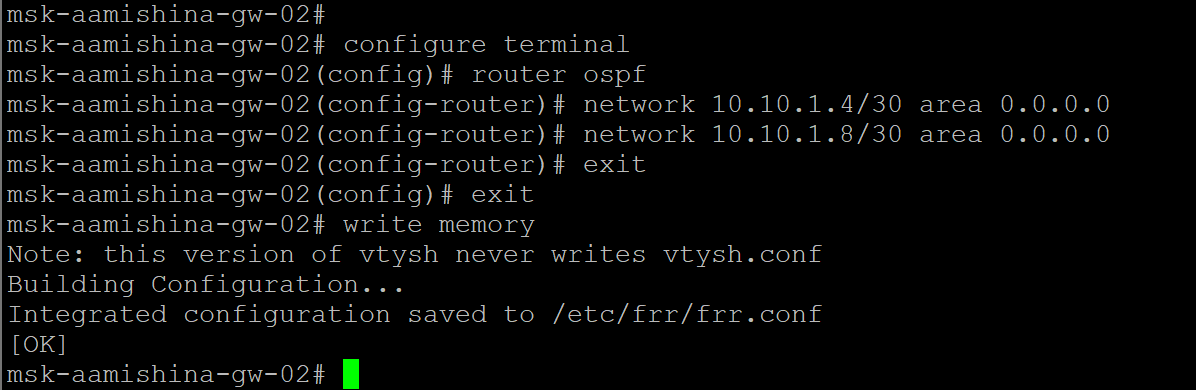 msk-aamishina-gw-02#
msk-aamishina-gw-02# configure terminal
msk-aamishina-gw-02(config)# router ospf
msk-aamishina-gw-02(config-router)# network 10.10.1.4/30 area 0.0.0.0
msk-aamishina-gw-02(config-router)# network 10.10.1.8/30 area 0.0.0.0
msk-aamishina-gw-02(config-router)# exit
msk-aamishina-gw-02(config)# exit
msk-aamishina-gw-02# write memory
Note: this version of vtysh never writes vtysh.conf
Building Configuration...
Integrated configuration saved to /etc/frr/frr.conf
[OK]
msk-aamishina-gw-02#